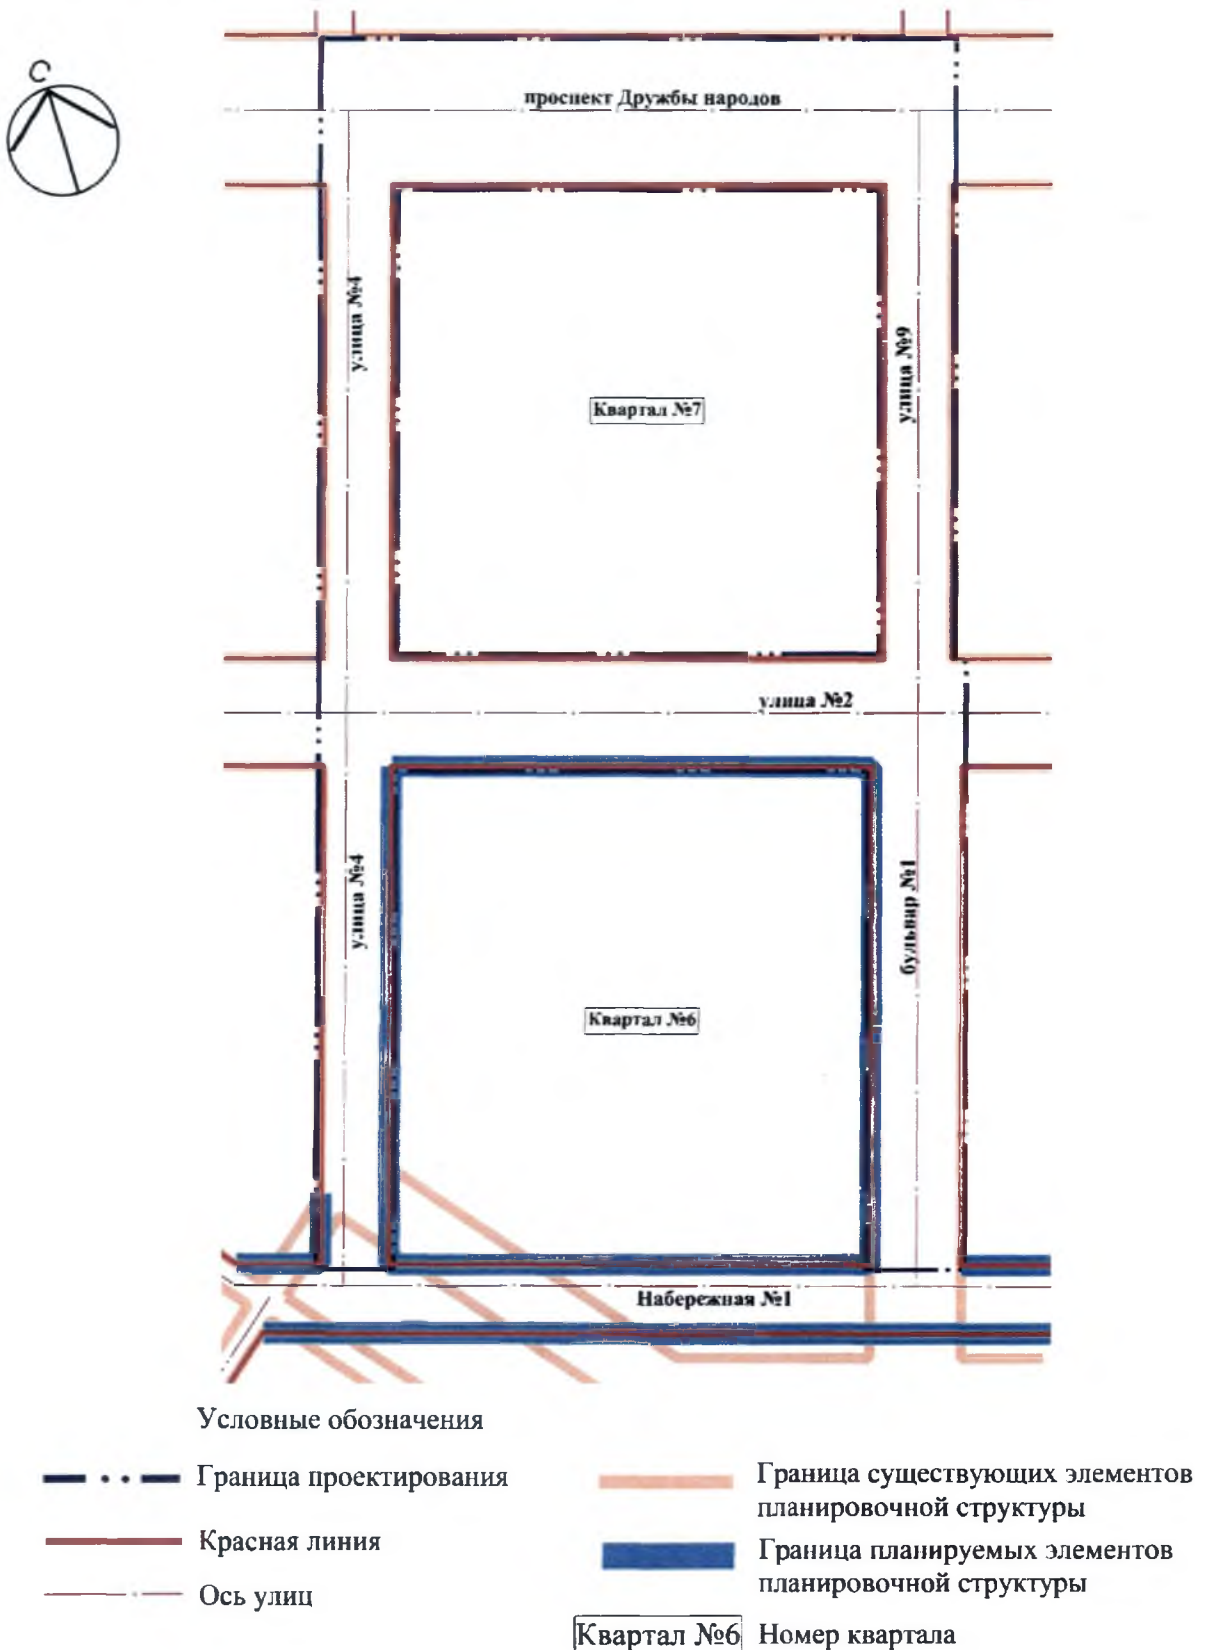 С
проспект Дружбы народов
улица №4
улица №9
Квартал №7
улица №2
улица №4
бульвар №1
Квартал №6
Набережная №1
Условные обозначения
Граница проектирования
Красная линия
Ось улиц
Граница существующих элементов
планировочной структуры
Граница планируемых элементов
планировочной структуры
Квартал №6 Номер квартала